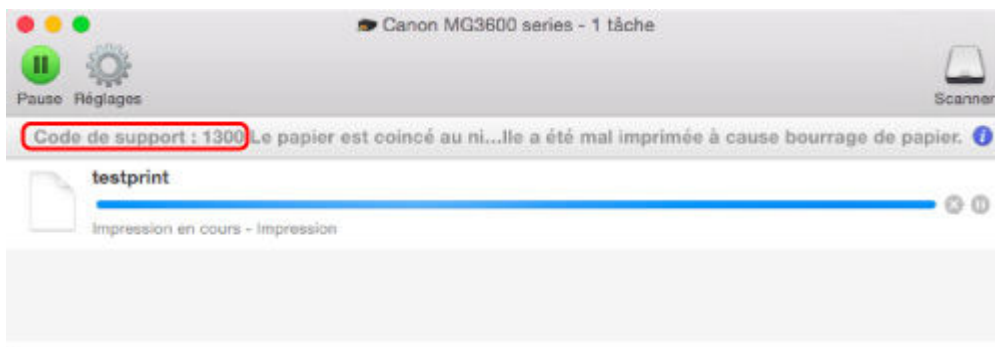 Canon MG3600 series - 1 tâche
Pause Réglages Scanner
Code de support : 1300 Le papier est coincé au ni...lle a été mal imprimée à cause bourrage de papier.
testprint
Impression en cours - Impression